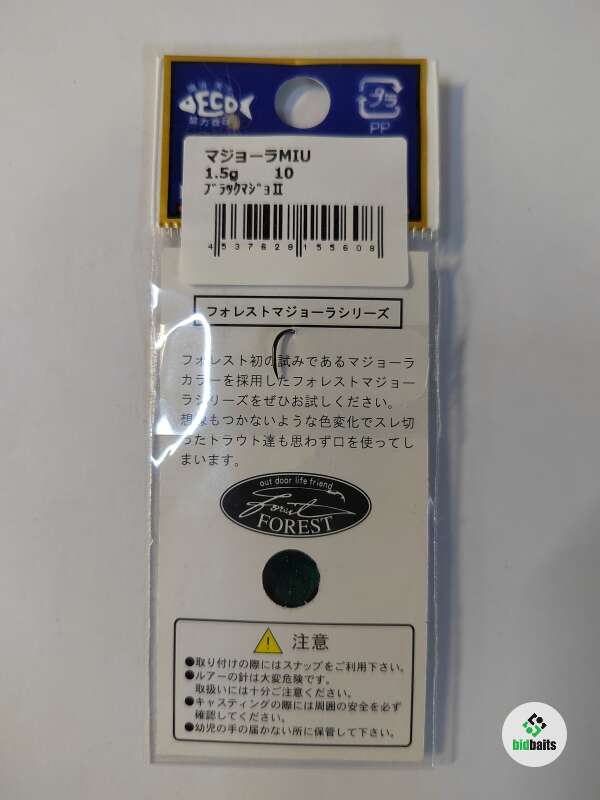 DECO
協力商品
プラ
PP
マジョーラMIU
1.5g 10
ﾌﾞﾗｯｸﾏｼﾞｮⅡ
4537628155608
フォレストマジョーラシリーズ
フォレスト初の試みであるマジョーラ
カラーを採用したフォレストマジョー
ラシリーズをぜひお試しください。
想像もつかないような色変化でスレ切
ったトラウト達も思わず口を使ってし
まいます。
out door life friend
Forest
FOREST
注意
●取り付けの際にはスナップをご利用下さい。
●ルアーの針は大変危険です。
取扱いには十分ご注意ください。
●キャスティングの際には周囲の安全を必ず
確認してください。
●幼児の手の届かない所に保管して下さい。
bidbaits